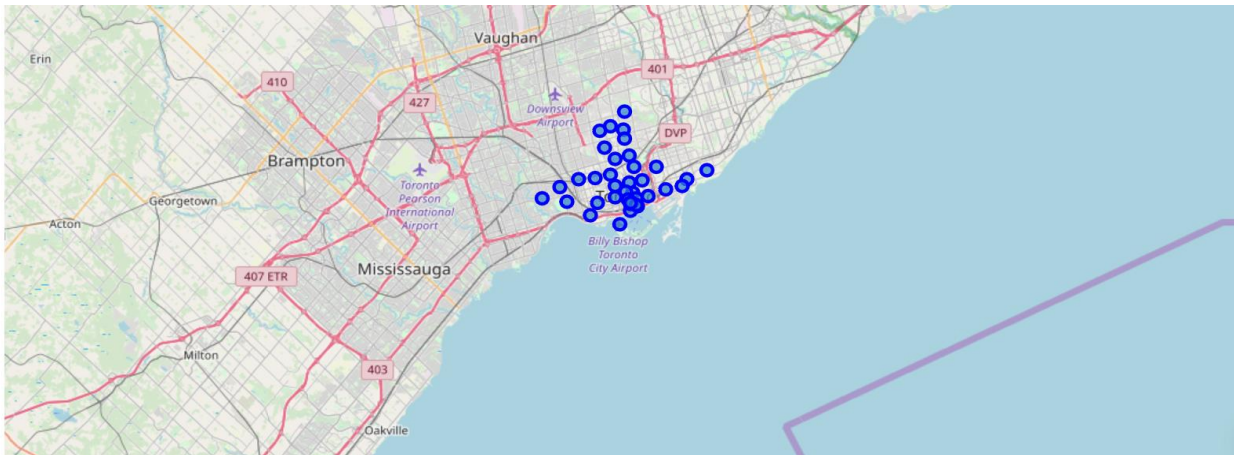 Erin
Vaughan
401
410
427
Downsview
Airport
DVP
Brampton
Toronto
Pearson
International
Airport
Georgetown
Acton
Billy Bishop
Toronto
City Airport
Mississauga
407 ETR
Milton
403
Oakville